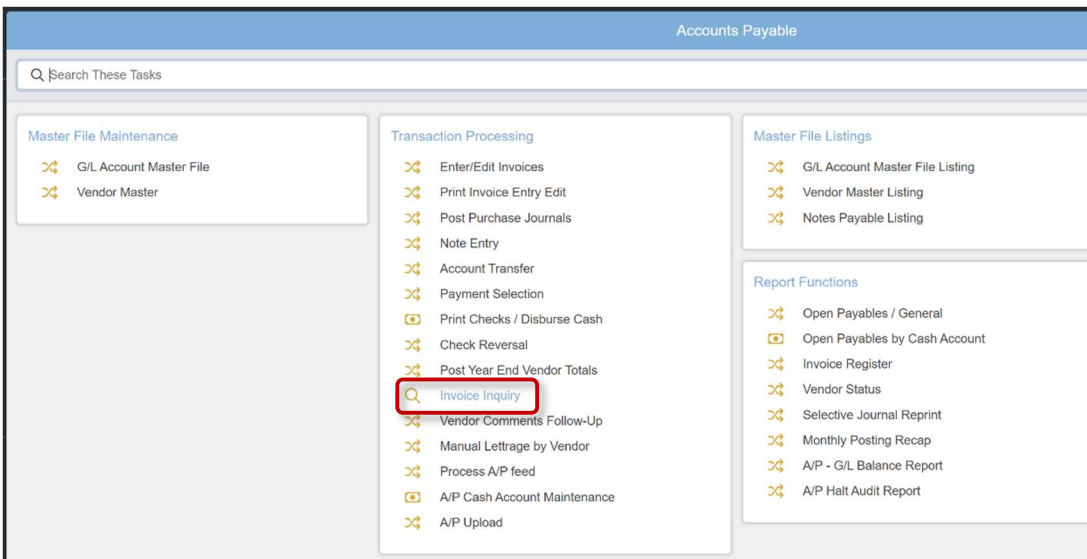 Accounts Payable
Search These Tasks
Master File Maintenance
G/L Account Master File
Vendor Master
Transaction Processing
Enter/Edit Invoices
Print Invoice Entry Edit
Post Purchase Journals
Note Entry
Account Transfer
Payment Selection
Print Checks / Disburse Cash
Check Reversal
Post Year End Vendor Totals
Invoice Inquiry
Vendor Comments Follow-Up
Manual Lettrage by Vendor
Process A/P feed
A/P Cash Account Maintenance
A/P Upload
Master File Listings
G/L Account Master File Listing
Vendor Master Listing
Notes Payable Listing
Report Functions
Open Payables / General
Open Payables by Cash Account
Invoice Register
Vendor Status
Selective Journal Reprint
Monthly Posting Recap
A/P - G/L Balance Report
A/P Halt Audit Report